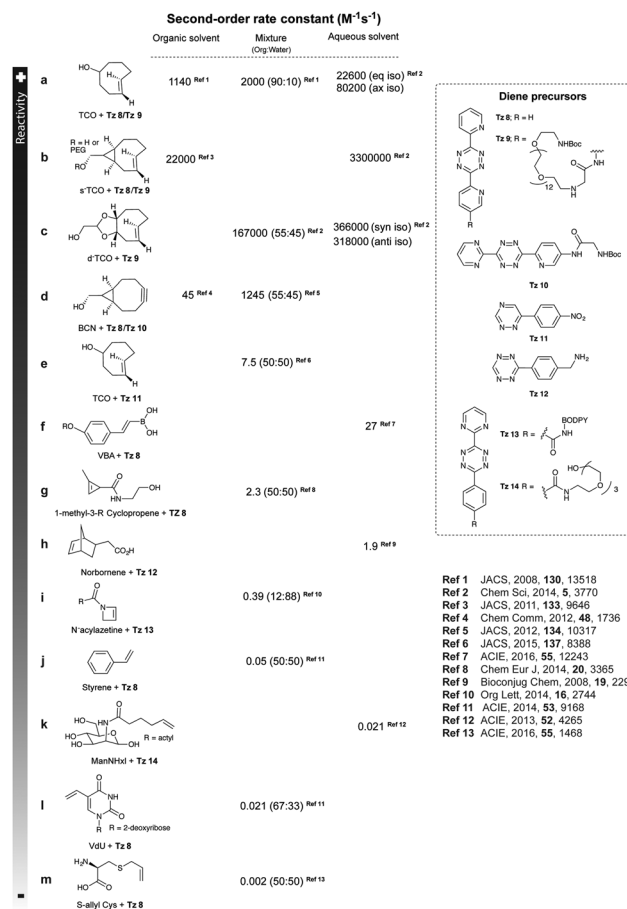 Second-order rate constant (M⁻¹s⁻¹)
Organic solvent Mixture (Org:Water) Aqueous solvent
+
Reactivity
-
a
HO H H
1140 Ref 1 2000 (90:10) Ref 1 22600 (eq iso) Ref 2
80200 (ax iso)
TCO + Tz 8/Tz 9
b
R = H or
PEG
RO H H H H
22000 Ref 3 3300000 Ref 2
s-TCO + Tz 8/Tz 9
c
HO O O H H H H
167000 (55:45) Ref 2 366000 (syn iso) Ref 2
318000 (anti iso)
d-TCO + Tz 9
d
HO H H
45 Ref 4 1245 (55:45) Ref 5
BCN + Tz 8/Tz 10
e
HO H H
7.5 (50:50) Ref 6
TCO + Tz 11
f
RO OH B OH
27 Ref 7
VBA + Tz 8
g
O N H OH
2.3 (50:50) Ref 8
1-methyl-3-R Cyclopropene + TZ 8
h
CO₂H
1.9 Ref 9
Norbornene + Tz 12
i
O R N
0.39 (12:88) Ref 10
N-acylazetine + Tz 13
j
0.05 (50:50) Ref 11
Styrene + Tz 8
k
HO HO HO HN O O OH
R = actyl
0.021 Ref 12
ManNHxl + Tz 14
l
O NH N O R
R = 2-deoxyribose
0.021 (67:33) Ref 11
VdU + Tz 8
m
H₂N S HO O
0.002 (50:50) Ref 13
S-allyl Cys + Tz 8
Diene precursors
Tz 8; R = H
Tz 9; R =
O NHBoc O 12 N H O NH
N N N N N N R
N N N N N N N H N O NHBoc
Tz 10
N N N N NO₂
Tz 11
N N N N NH₂
Tz 12
N N N N N N R
Tz 13 R = O NH BODPY
Tz 14 R = O N H HO O 3
Ref 1 JACS, 2008, 130, 13518
Ref 2 Chem Sci, 2014, 5, 3770
Ref 3 JACS, 2011, 133, 9646
Ref 4 Chem Comm, 2012, 48, 1736
Ref 5 JACS, 2012, 134, 10317
Ref 6 JACS, 2015, 137, 8388
Ref 7 ACIE, 2016, 55, 12243
Ref 8 Chem Eur J, 2014, 20, 3365
Ref 9 Bioconjug Chem, 2008, 19, 229
Ref 10 Org Lett, 2014, 16, 2744
Ref 11 ACIE, 2014, 53, 9168
Ref 12 ACIE, 2013, 52, 4265
Ref 13 ACIE, 2016, 55, 1468